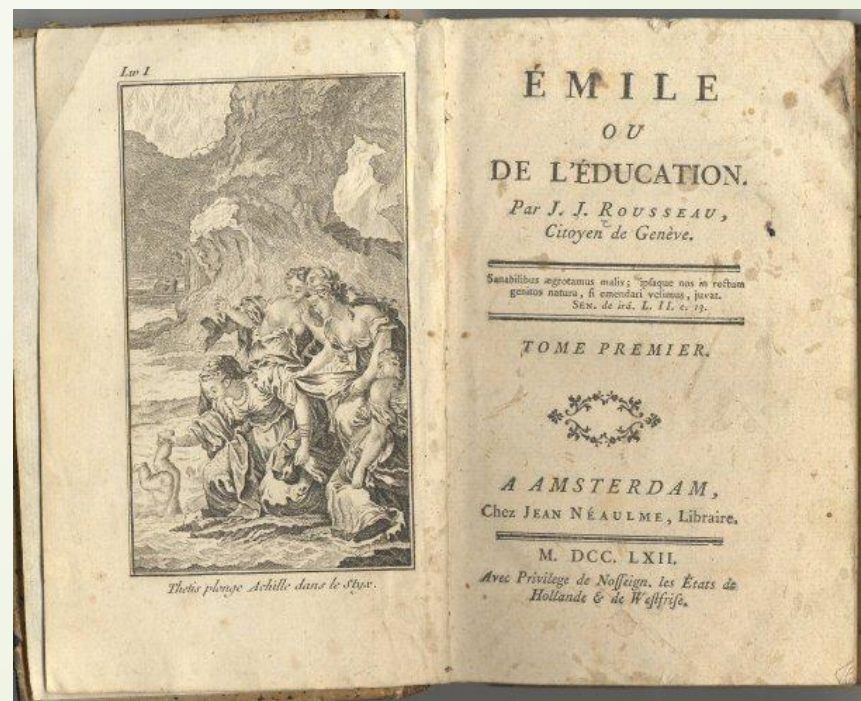 Liv I
Thetis plonge Achille dans le Styx.
ÉMILE
OU
DE L'ÉDUCATION.
Par J. J. ROUSSEAU,
Citoyen de Genève.
Sanabilibus ægrotamus malis; ipsaque nos in rectum
genitos natura, si emendari velimus, juvat.
SEN. de irâ. L. II. c. 13.
TOME PREMIER.
A AMSTERDAM,
Chez JEAN NÉAULME, Libraire.
M. DCC. LXII.
Avec Privilege de Nosseign. les États de
Hollande & de Westfrise.